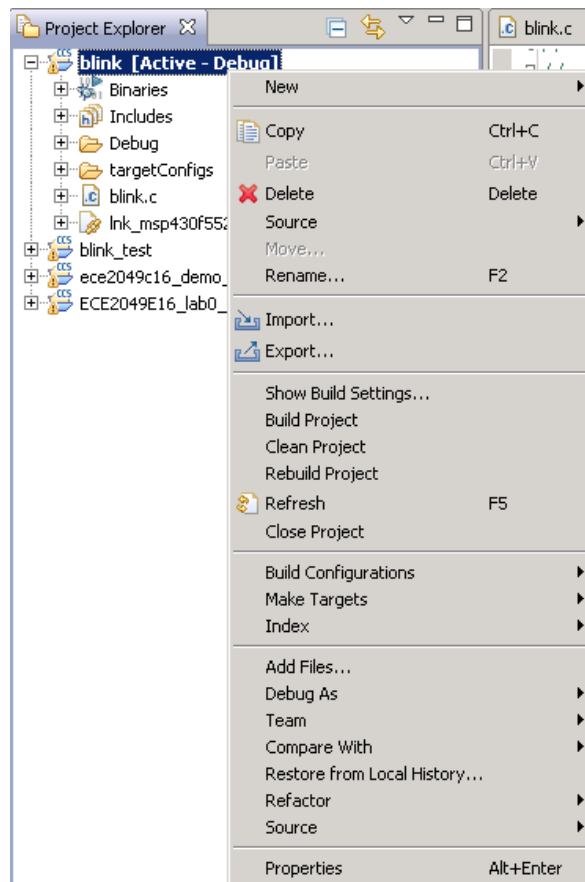 Project Explorer
blink.c
blink [Active - Debug]
Binaries
Includes
Debug
targetConfigs
blink.c
lnk_msp430f552
blink_test
ece2049c16_demo_
ECE2049E16_lab0_
New
Copy Ctrl+C
Paste Ctrl+V
Delete Delete
Source
Move...
Rename... F2
Import...
Export...
Show Build Settings...
Build Project
Clean Project
Rebuild Project
Refresh F5
Close Project
Build Configurations
Make Targets
Index
Add Files...
Debug As
Team
Compare With
Restore from Local History...
Refactor
Source
Properties Alt+Enter